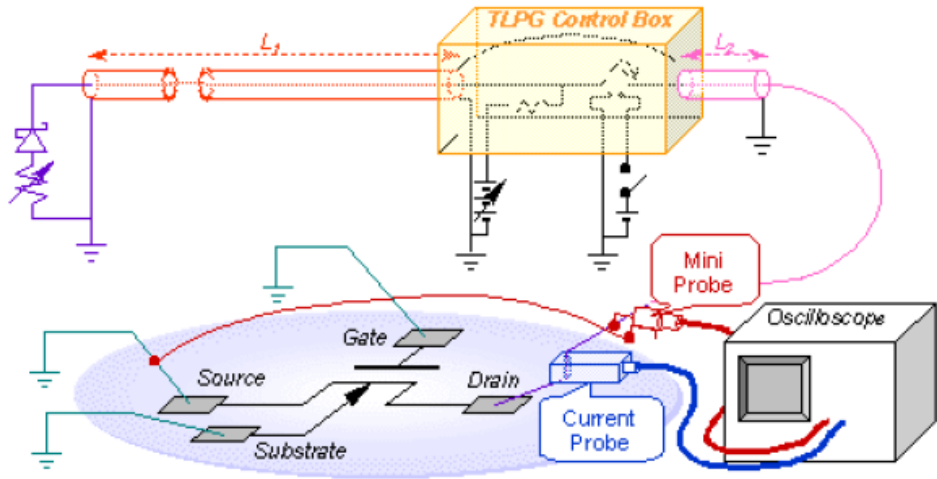 TLPG Control Box
L1
L2
Mini
Probe
Oscilloscope
Gate
Source
Drain
Current
Probe
Substrate